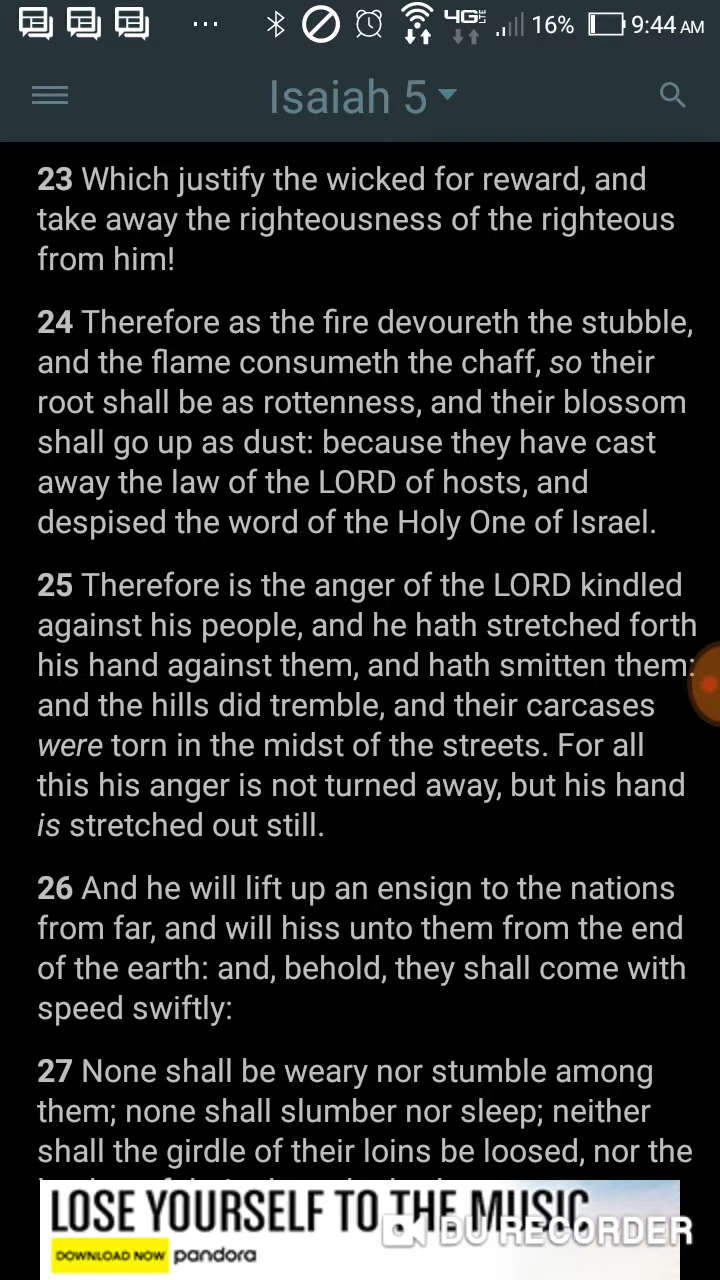 4G LTE 16% 9:44 AM
Isaiah 5
23 Which justify the wicked for reward, and
take away the righteousness of the righteous
from him!
24 Therefore as the fire devoureth the stubble,
and the flame consumeth the chaff, so their
root shall be as rottenness, and their blossom
shall go up as dust: because they have cast
away the law of the LORD of hosts, and
despised the word of the Holy One of Israel.
25 Therefore is the anger of the LORD kindled
against his people, and he hath stretched forth
his hand against them, and hath smitten them:
and the hills did tremble, and their carcases
were torn in the midst of the streets. For all
this his anger is not turned away, but his hand
is stretched out still.
26 And he will lift up an ensign to the nations
from far, and will hiss unto them from the end
of the earth: and, behold, they shall come with
speed swiftly:
27 None shall be weary nor stumble among
them; none shall slumber nor sleep; neither
shall the girdle of their loins be loosed, nor the
LOSE YOURSELF TO THE MUSIC
DU RECORDER
DOWNLOAD NOW pandora